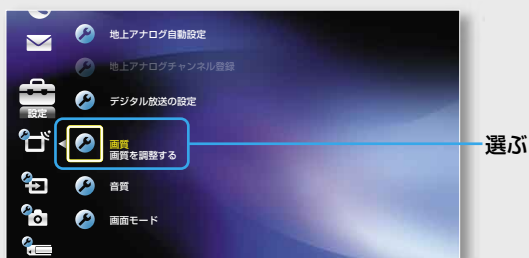 地上アナログ自動設定
地上アナログチャンネル登録
設定
デジタル放送の設定
画質
画質を調整する
選ぶ
音質
画面モード